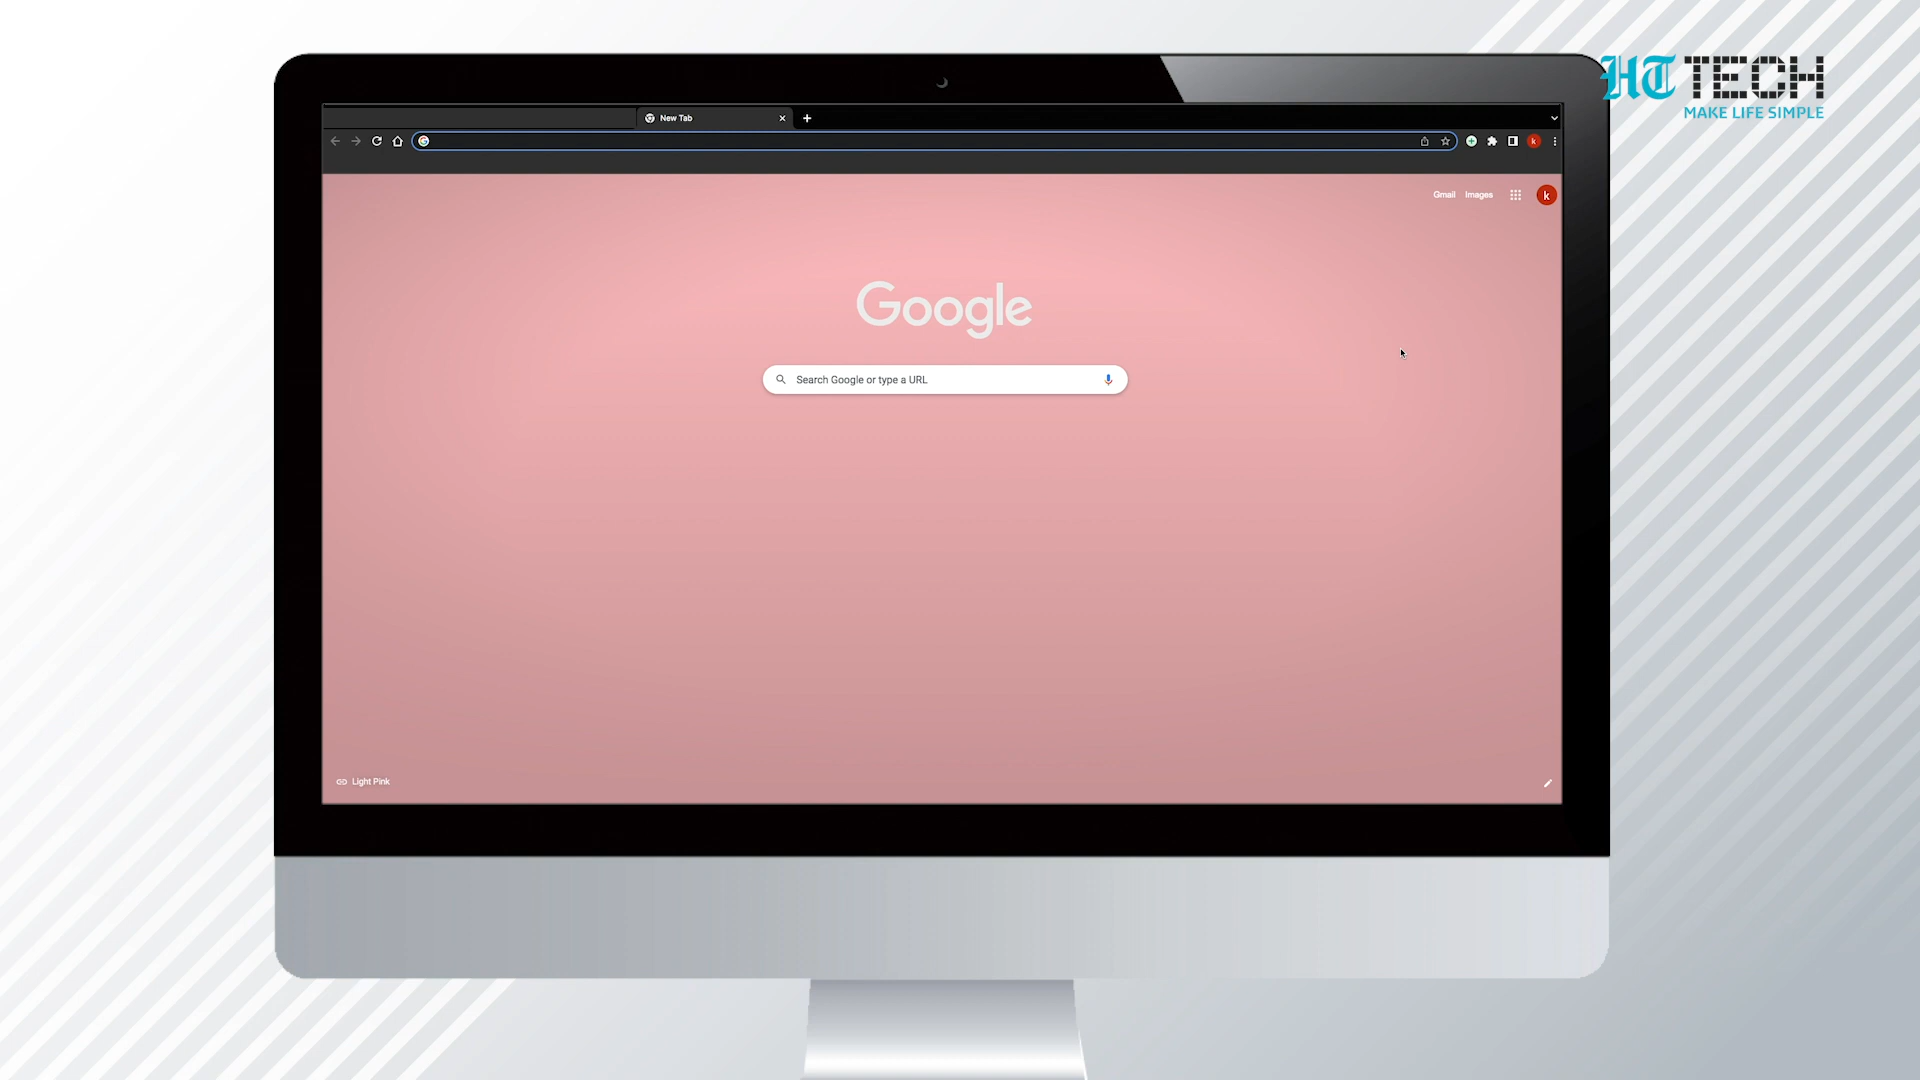 HT TECH
MAKE LIFE SIMPLE
New Tab
k
Gmail Images
k
Google
Search Google or type a URL
Light Pink